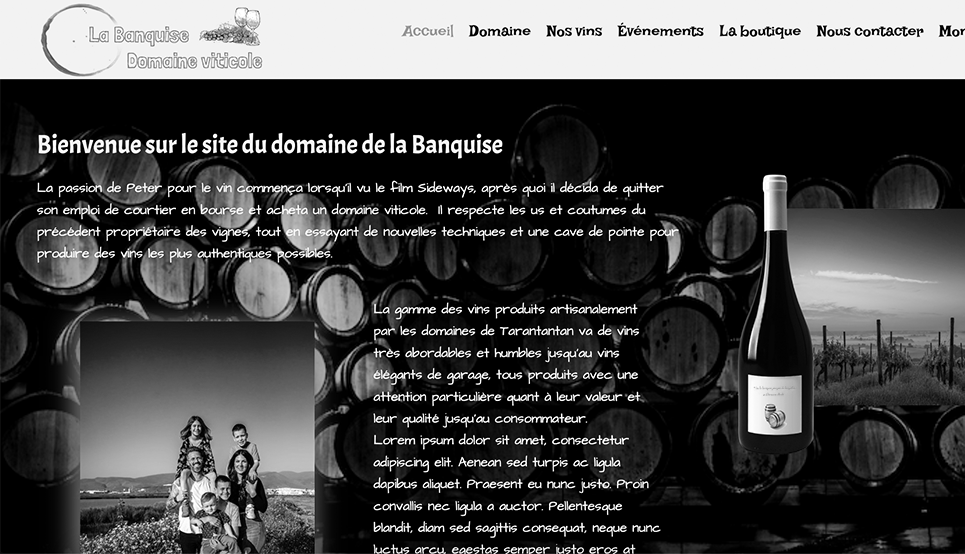 La Banquise
Domaine viticole
Accueil Domaine Nos vins Événements La boutique Nous contacter Mon
Bienvenue sur le site du domaine de la Banquise
La passion de Peter pour le vin commença lorsqu'il vu le film Sideways, après quoi il décida de quitter
son emploi de courtier en bourse et acheta un domaine viticole. Il respecte les us et coutumes du
précédent propriétaire des vignes, tout en essayant de nouvelles techniques et une cave de pointe pour
produire des vins les plus authentiques possibles.
La gamme des vins produits artisanalement
par les domaines de Tarantantan va de vins
très abordables et humbles jusqu'au vins
élégants de garage, tous produits avec une
attention particulière quant à leur valeur et
leur qualité jusqu'au consommateur.
Lorem ipsum dolor sit amet, consectetur
adipiscing elit. Aenean sed turpis ac ligula
dapibus aliquet. Praesent eu nunc justo. Proin
convallis nec ligula a auctor. Pellentesque
blandit, diam sed sagittis consequat, neque nunc
luctus arcu, egestas semper justo eros at